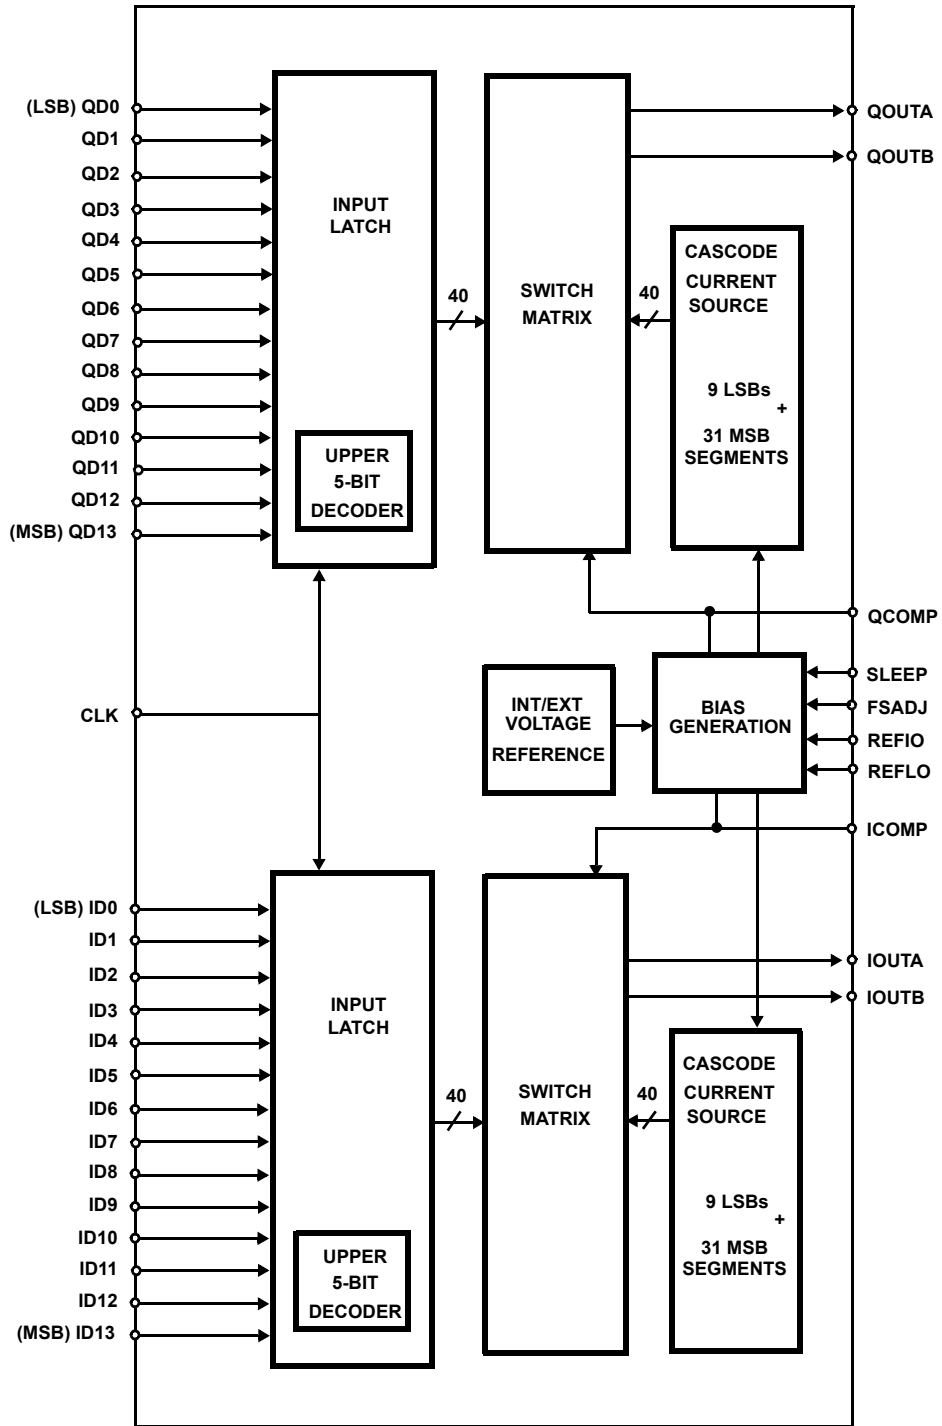 (LSB) QD0
QD1
QD2
QD3
QD4
QD5
QD6
QD7
QD8
QD9
QD10
QD11
QD12
(MSB) QD13
CLK
INPUT
LATCH
UPPER
5-BIT
DECODER
40
SWITCH
MATRIX
40
CASCODE
CURRENT
SOURCE
9 LSBs
+
31 MSB
SEGMENTS
QOUTA
QOUTB
QCOMP
SLEEP
FSADJ
REFIO
REFLO
ICOMP
INT/EXT
VOLTAGE
REFERENCE
BIAS
GENERATION
(LSB) ID0
ID1
ID2
ID3
ID4
ID5
ID6
ID7
ID8
ID9
ID10
ID11
ID12
(MSB) ID13
INPUT
LATCH
UPPER
5-BIT
DECODER
40
SWITCH
MATRIX
40
CASCODE
CURRENT
SOURCE
9 LSBs
+
31 MSB
SEGMENTS
IOUTA
IOUTB